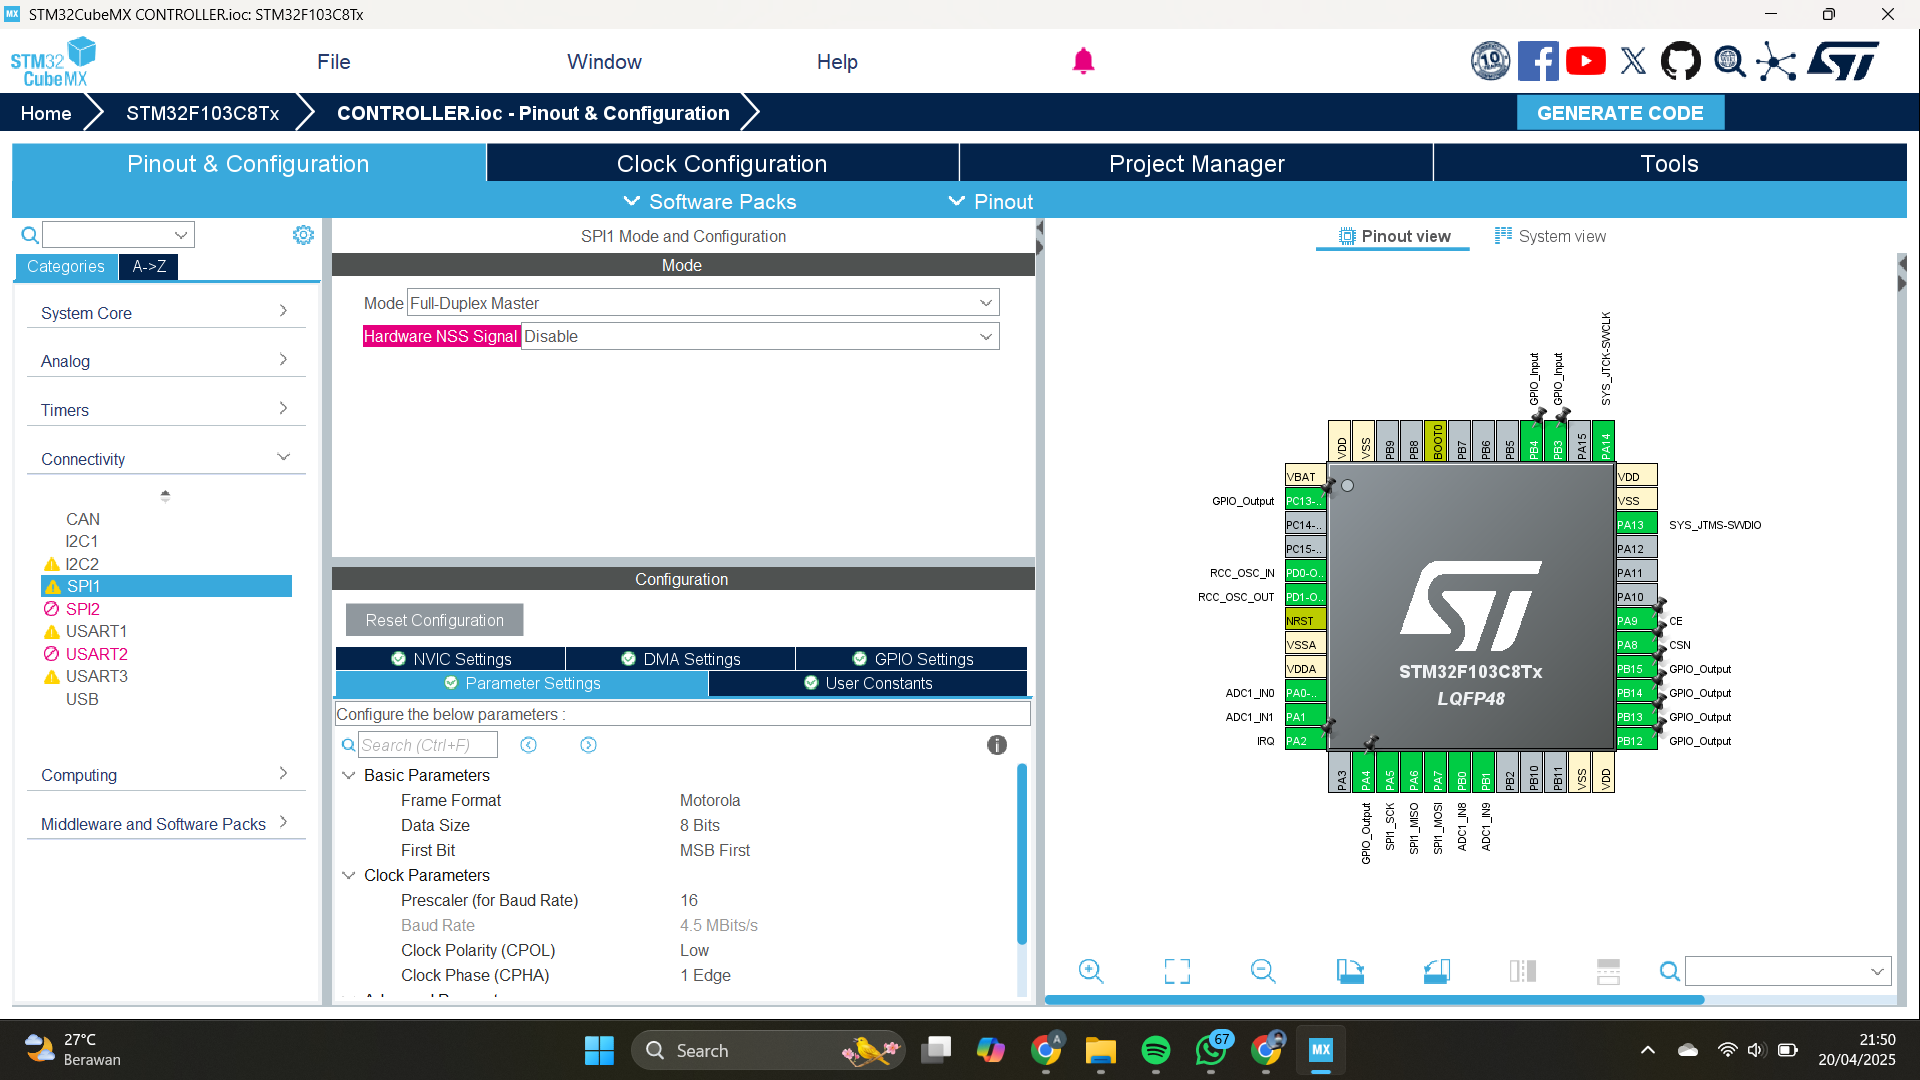 MX STM32CubeMX CONTROLLER.ioc: STM32F103C8Tx
STM32
CubeMX
File
Window
Help
10
ST
Home
STM32F103C8Tx
CONTROLLER.ioc - Pinout & Configuration
GENERATE CODE
Pinout & Configuration
Clock Configuration
Project Manager
Tools
Software Packs
Pinout
Categories
A->Z
System Core
Analog
Timers
Connectivity
CAN
I2C1
I2C2
SPI1
SPI2
USART1
USART2
USART3
USB
Computing
Middleware and Software Packs
SPI1 Mode and Configuration
Mode
Mode Full-Duplex Master
Hardware NSS Signal Disable
Configuration
Reset Configuration
NVIC Settings
DMA Settings
GPIO Settings
Parameter Settings
User Constants
Configure the below parameters :
Search (Ctrl+F)
Basic Parameters
Frame Format Motorola
Data Size 8 Bits
First Bit MSB First
Clock Parameters
Prescaler (for Baud Rate) 16
Baud Rate 4.5 MBits/s
Clock Polarity (CPOL) Low
Clock Phase (CPHA) 1 Edge
Pinout view
System view
GPIO_Input
GPIO_Input
SYS_JTCK-SWCLK
VDD
VSS
PB9
PB8
BOOT0
PB7
PB6
PB5
PB4
PB3
PA15
PA14
VBAT
GPIO_Output PC13-..
PC14-..
PC15-..
RCC_OSC_IN PD0-O..
RCC_OSC_OUT PD1-O..
NRST
VSSA
VDDA
ADC1_IN0 PA0-..
ADC1_IN1 PA1
IRQ PA2
VDD
VSS
PA13 SYS_JTMS-SWDIO
PA12
PA11
PA10
PA9 CE
PA8 CSN
PB15 GPIO_Output
PB14 GPIO_Output
PB13 GPIO_Output
PB12 GPIO_Output
ST
STM32F103C8Tx
LQFP48
PA3
PA4
PA5
PA6
PA7
PB0
PB1
PB2
PB10
PB11
VSS
VDD
GPIO_Output
SPI1_SCK
SPI1_MISO
SPI1_MOSI
ADC1_IN8
ADC1_IN9
27°C
Berawan
Search
A
67
MX
21:50
20/04/2025